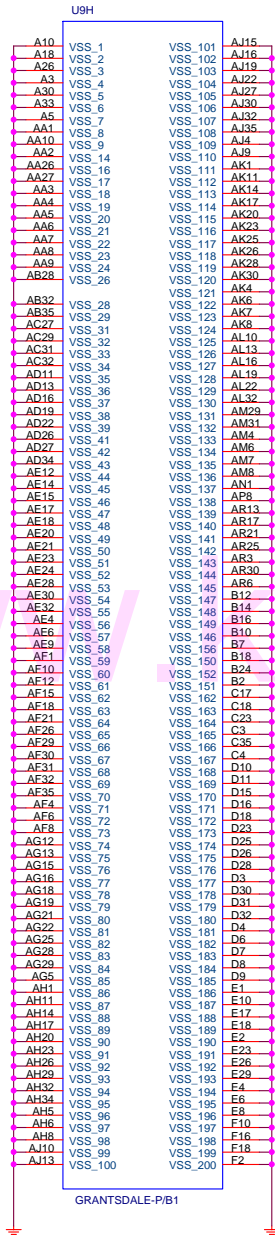 U9H
A10 VSS_1 VSS_101 AJ15
A18 VSS_2 VSS_102 AJ16
A26 VSS_3 VSS_103 AJ19
A3 VSS_4 VSS_104 AJ22
A30 VSS_5 VSS_105 AJ27
A33 VSS_6 VSS_106 AJ30
A5 VSS_7 VSS_107 AJ32
AA1 VSS_8 VSS_108 AJ35
AA10 VSS_9 VSS_109 AJ4
AA2 VSS_14 VSS_110 AJ9
AA26 VSS_16 VSS_111 AK1
AA27 VSS_17 VSS_112 AK11
AA3 VSS_18 VSS_113 AK14
AA4 VSS_19 VSS_114 AK17
AA5 VSS_20 VSS_115 AK20
AA6 VSS_21 VSS_116 AK23
AA7 VSS_22 VSS_117 AK25
AA8 VSS_23 VSS_118 AK26
AA9 VSS_24 VSS_119 AK28
AB28 VSS_26 VSS_120 AK30
VSS_121 AK4
AB32 VSS_28 VSS_122 AK6
AB35 VSS_29 VSS_123 AK7
AC27 VSS_31 VSS_124 AK8
AC29 VSS_32 VSS_125 AL10
AC31 VSS_33 VSS_126 AL13
AC32 VSS_34 VSS_127 AL16
AD11 VSS_35 VSS_128 AL19
AD13 VSS_36 VSS_129 AL22
AD16 VSS_37 VSS_130 AL32
AD19 VSS_38 VSS_131 AM29
AD22 VSS_39 VSS_132 AM31
AD26 VSS_41 VSS_133 AM4
AD27 VSS_42 VSS_134 AM6
AD34 VSS_43 VSS_135 AM7
AE12 VSS_44 VSS_136 AM8
AE14 VSS_45 VSS_137 AN1
AE15 VSS_46 VSS_138 AP8
AE17 VSS_47 VSS_139 AR13
AE18 VSS_48 VSS_140 AR17
AE20 VSS_49 VSS_141 AR21
AE21 VSS_50 VSS_142 AR25
AE23 VSS_51 VSS_143 AR3
AE24 VSS_52 VSS_144 AR30
AE28 VSS_53 VSS_145 AR6
AE30 VSS_54 VSS_147 B12
AE32 VSS_55 VSS_148 B14
AE4 VSS_56 VSS_149 B16
AE6 VSS_57 VSS_146 B10
AE9 VSS_58 VSS_156 B7
AF1 VSS_59 VSS_150 B18
AF10 VSS_60 VSS_152 B24
AF12 VSS_61 VSS_151 B2
AF15 VSS_62 VSS_162 C17
AF18 VSS_63 VSS_163 C18
AF21 VSS_64 VSS_164 C23
AF26 VSS_65 VSS_165 C3
AF29 VSS_66 VSS_166 C35
AF30 VSS_67 VSS_167 C4
AF31 VSS_68 VSS_168 D10
AF32 VSS_69 VSS_169 D11
AF35 VSS_70 VSS_170 D15
AF4 VSS_71 VSS_171 D16
AF6 VSS_72 VSS_172 D18
AF8 VSS_73 VSS_173 D23
AG12 VSS_74 VSS_174 D25
AG13 VSS_75 VSS_175 D26
AG15 VSS_76 VSS_176 D28
AG16 VSS_77 VSS_177 D3
AG18 VSS_78 VSS_178 D30
AG19 VSS_79 VSS_179 D31
AG21 VSS_80 VSS_180 D32
AG22 VSS_81 VSS_181 D4
AG25 VSS_82 VSS_182 D6
AG28 VSS_83 VSS_183 D7
AG29 VSS_84 VSS_184 D8
AG5 VSS_85 VSS_185 D9
AH1 VSS_86 VSS_186 E1
AH11 VSS_87 VSS_187 E10
AH14 VSS_88 VSS_188 E17
AH17 VSS_89 VSS_189 E18
AH20 VSS_90 VSS_190 E2
AH23 VSS_91 VSS_191 E23
AH26 VSS_92 VSS_192 E26
AH29 VSS_93 VSS_193 E29
AH32 VSS_94 VSS_194 E4
AH34 VSS_95 VSS_195 E6
AH5 VSS_96 VSS_196 E8
AH6 VSS_97 VSS_197 F10
AH8 VSS_98 VSS_198 F16
AJ10 VSS_99 VSS_199 F18
AJ13 VSS_100 VSS_200 F2
GRANTSDALE-P/B1